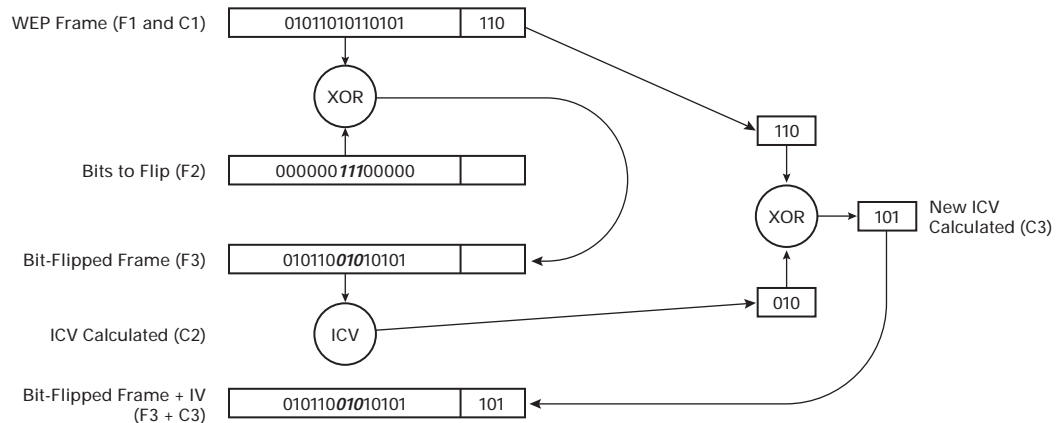 WEP Frame (F1 and C1)
01011010110101
110
XOR
110
Bits to Flip (F2)
00000011100000
XOR
101
New ICV
Calculated (C3)
Bit-Flipped Frame (F3)
01011001010101
010
ICV Calculated (C2)
ICV
Bit-Flipped Frame + IV
(F3 + C3)
01011001010101
101